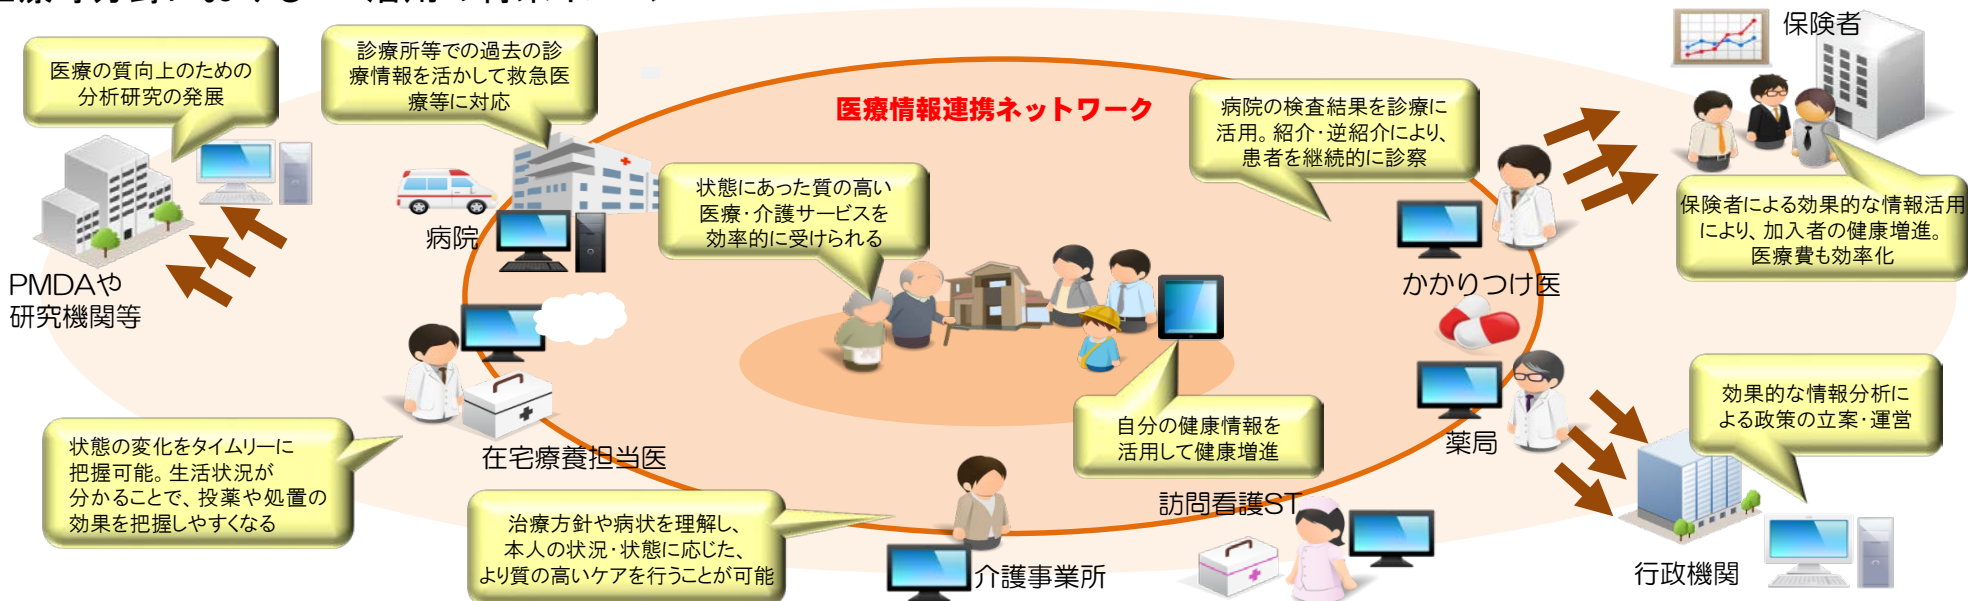 医療の質向上のための
分析研究の発展
PMDAや
研究機関等
診療所等での過去の診
療情報を活かして救急医
療等に対応
病院
医療情報連携ネットワーク
状態にあった質の高い
医療・介護サービスを
効率的に受けられる
病院の検査結果を診療に
活用。紹介・逆紹介により、
患者を継続的に診察
かかりつけ医
保険者
保険者による効果的な情報活用
により、加入者の健康増進。
医療費も効率化
状態の変化をタイムリーに
把握可能。生活状況が
分かることで、投薬や処置の
効果を把握しやすくなる
在宅療養担当医
治療方針や病状を理解し、
本人の状況・状態に応じた、
より質の高いケアを行うことが可能
介護事業所
自分の健康情報を
活用して健康増進
訪問看護ST
薬局
効果的な情報分析に
よる政策の立案・運営
行政機関